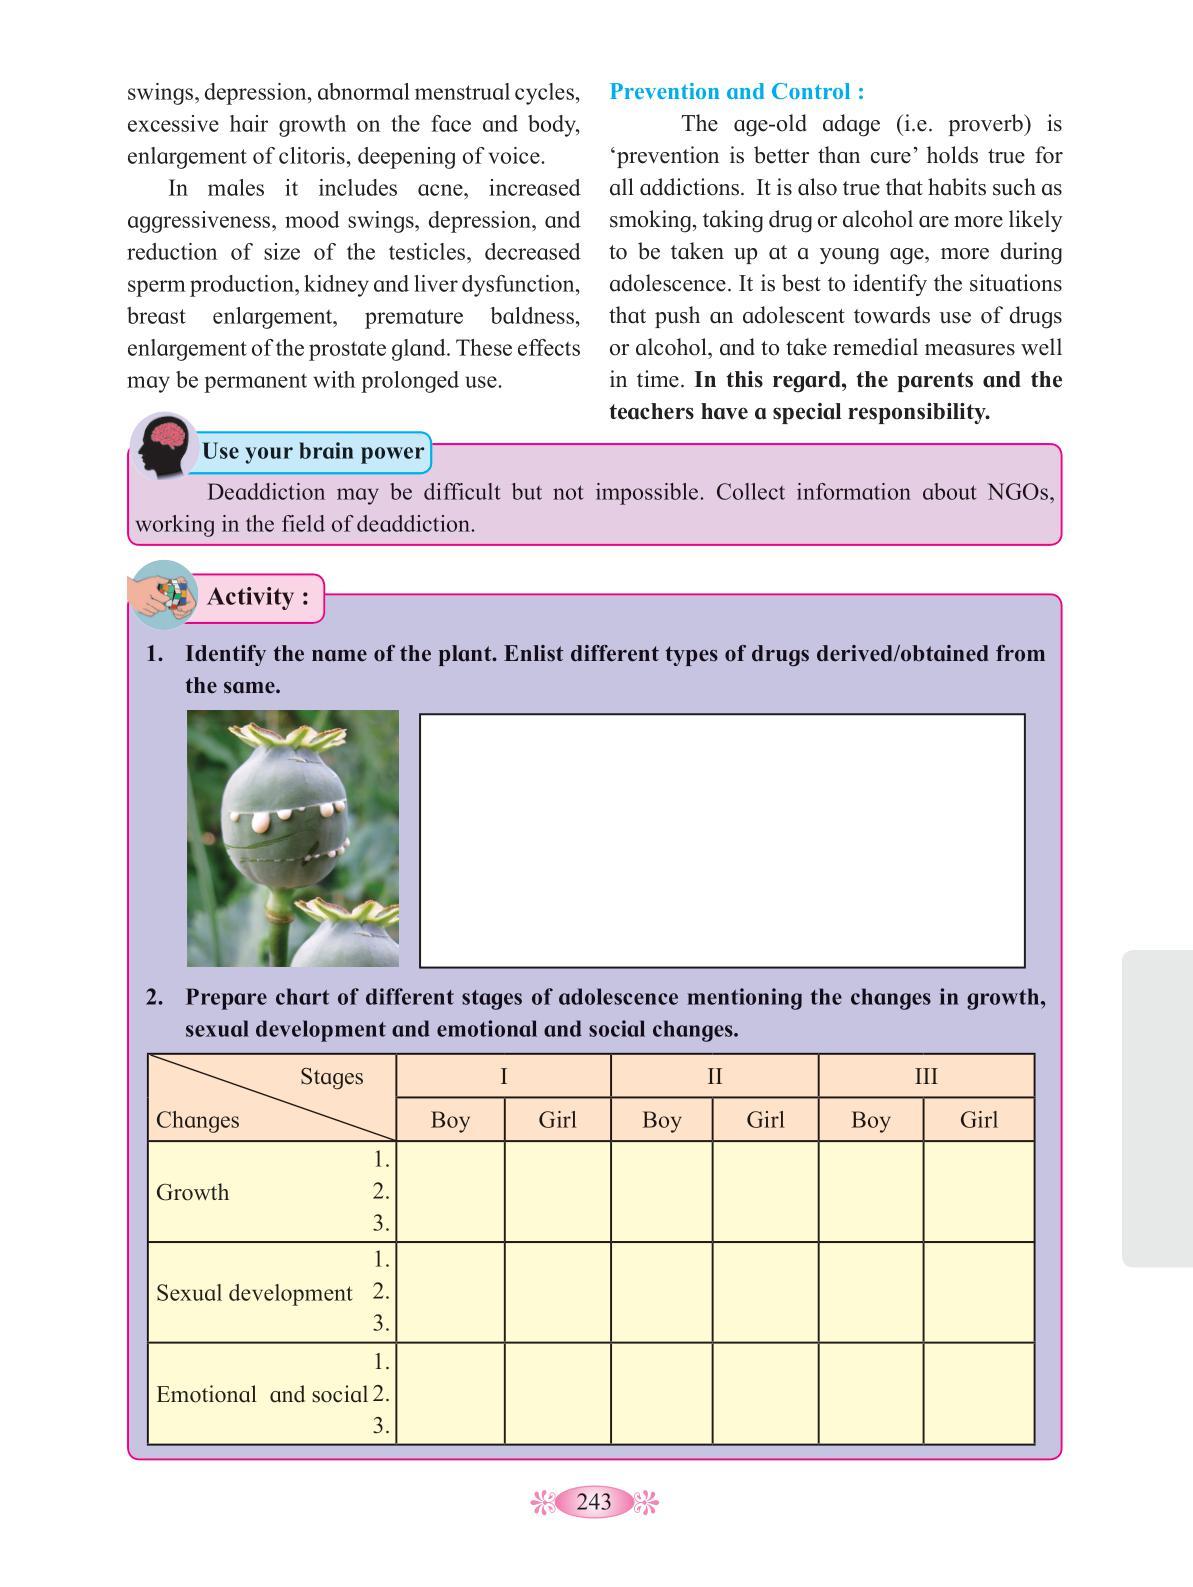 swings, depression, abnormal menstrual cycles,
excessive hair growth on the face and body,
enlargement of clitoris, deepening of voice.
In males it includes acne, increased
aggressiveness, mood swings, depression, and
reduction of size of the testicles, decreased
sperm production, kidney and liver dysfunction,
breast enlargement, premature baldness,
enlargement of the prostate gland. These effects
may be permanent with prolonged use.
Prevention and Control :
The age-old adage (i.e. proverb) is
‘prevention is better than cure’ holds true for
all addictions. It is also true that habits such as
smoking, taking drug or alcohol are more likely
to be taken up at a young age, more during
adolescence. It is best to identify the situations
that push an adolescent towards use of drugs
or alcohol, and to take remedial measures well
in time. In this regard, the parents and the
teachers have a special responsibility.
Use your brain power
Deaddiction may be difficult but not impossible. Collect information about NGOs,
working in the field of deaddiction.
Activity :
1. Identify the name of the plant. Enlist different types of drugs derived/obtained from
the same.
2. Prepare chart of different stages of adolescence mentioning the changes in growth,
sexual development and emotional and social changes.
Stages I II III
Changes Boy Girl Boy Girl Boy Girl
1.
Growth 2.
3.
1.
Sexual development 2.
3.
1.
Emotional and social 2.
3.
243